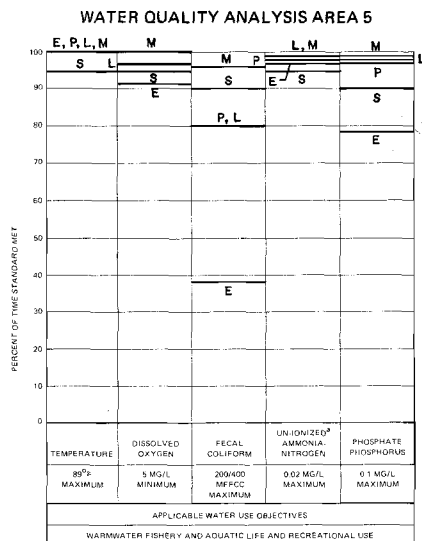 WATER QUALITY ANALYSIS AREA 5
E, P, L, M
M
L, M
M
100
S
L
M
P
L
S
S
E
S
P
90
E
S
P, L
80
E
70
60
50
40
E
30
20
10
0
PERCENT OF TIME STANDARD MET
TEMPERATURE
DISSOLVED
OXYGEN
FECAL
COLIFORM
UN-IONIZEDª
AMMONIA-
NITROGEN
PHOSPHATE
PHOSPHORUS
MAXIMUM
5 MG/L
MINIMUM
200/400
MFFCC
MAXIMUM
0.02 MG/L
MAXIMUM
0.1 MG/L
MAXIMUM
APPLICABLE WATER USE OBJECTIVES
WARMWATER FISHERY AND AQUATIC LIFE AND RECREATIONAL USE